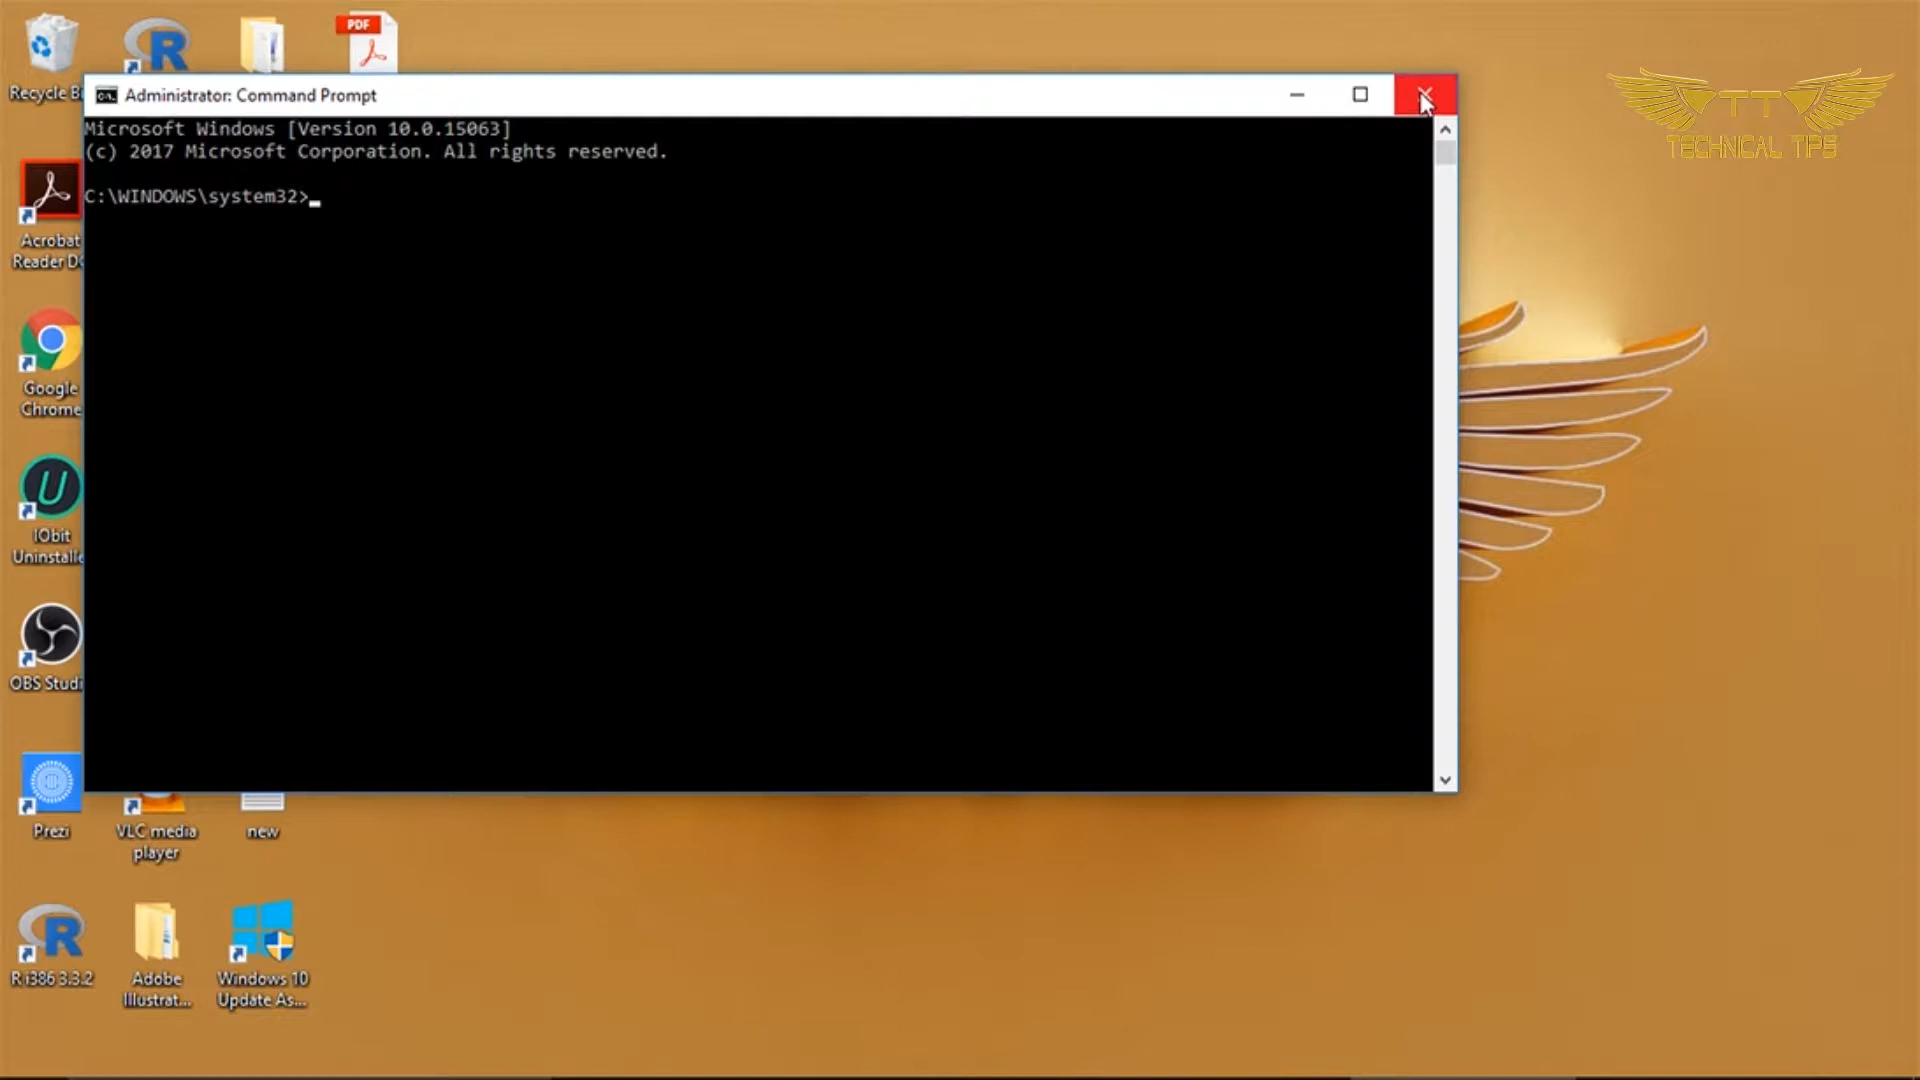 PDF
Recycle B
Administrator: Command Prompt
TT
TECHNICAL TIPS
Microsoft Windows [Version 10.0.15063]
(c) 2017 Microsoft Corporation. All rights reserved.
C:\WINDOWS\system32>
Acrobat
Reader D
Google
Chrome
IObit
Uninstalle
OBS Studi
Prezi
VLC media
player
new
R i386 3.3.2
Adobe
Illustrat...
Windows 10
Update As...